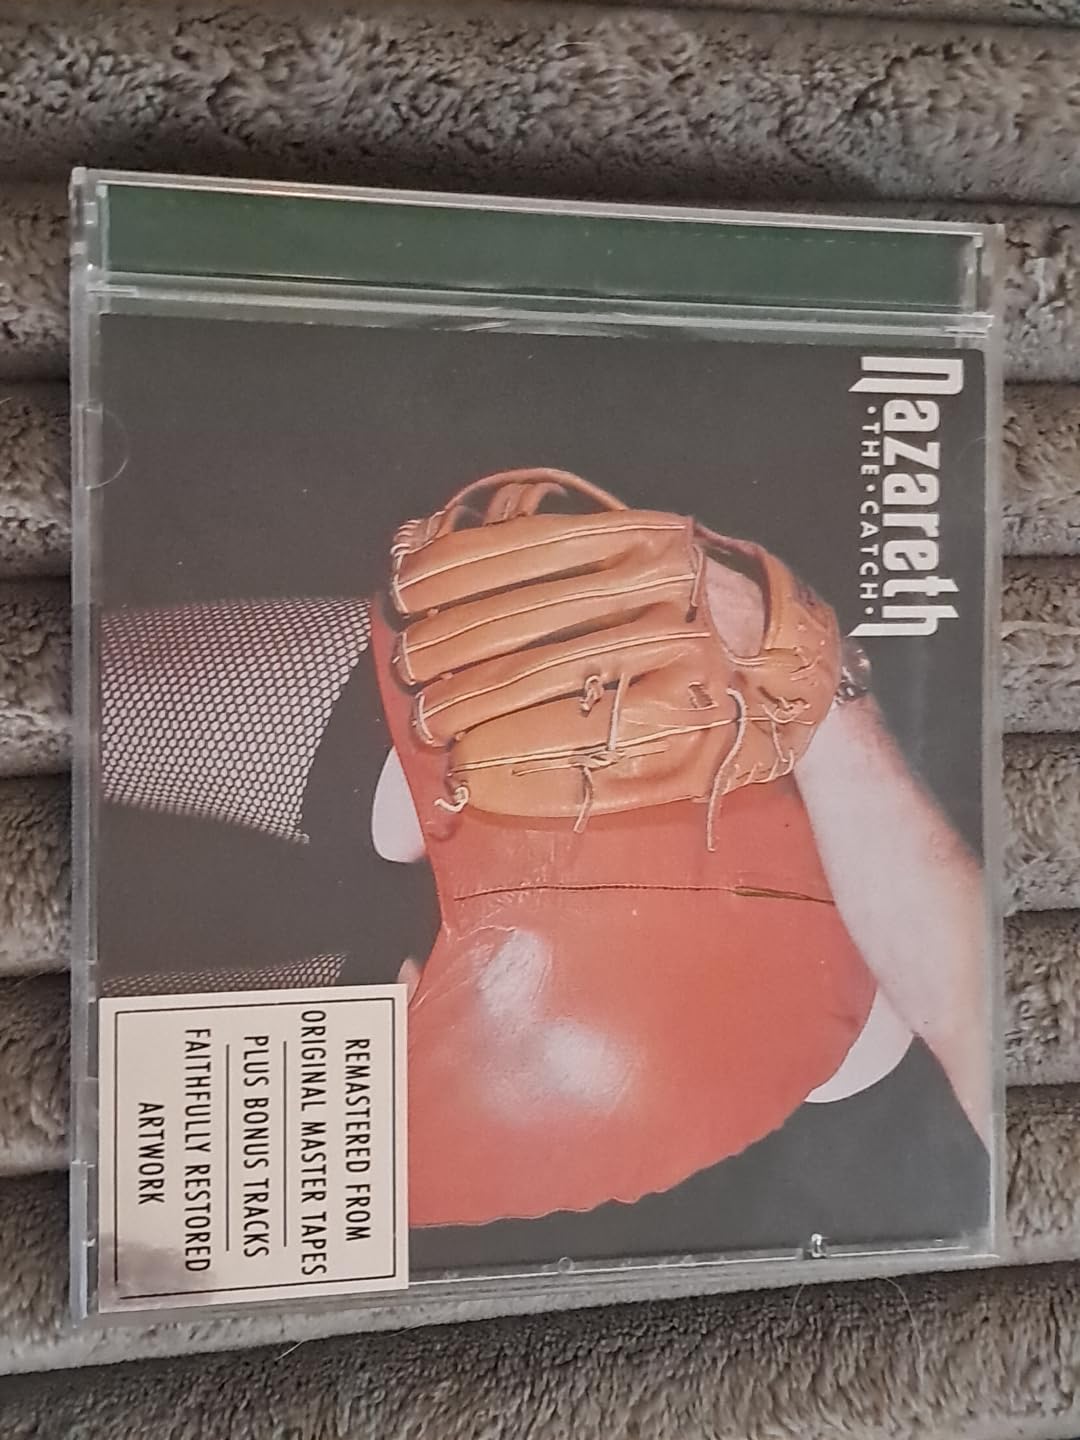 nazareth
·THE·CATCH·
REMASTERED FROM
ORIGINAL MASTER TAPES
PLUS BONUS TRACKS
FAITHFULLY RESTORED
ARTWORK